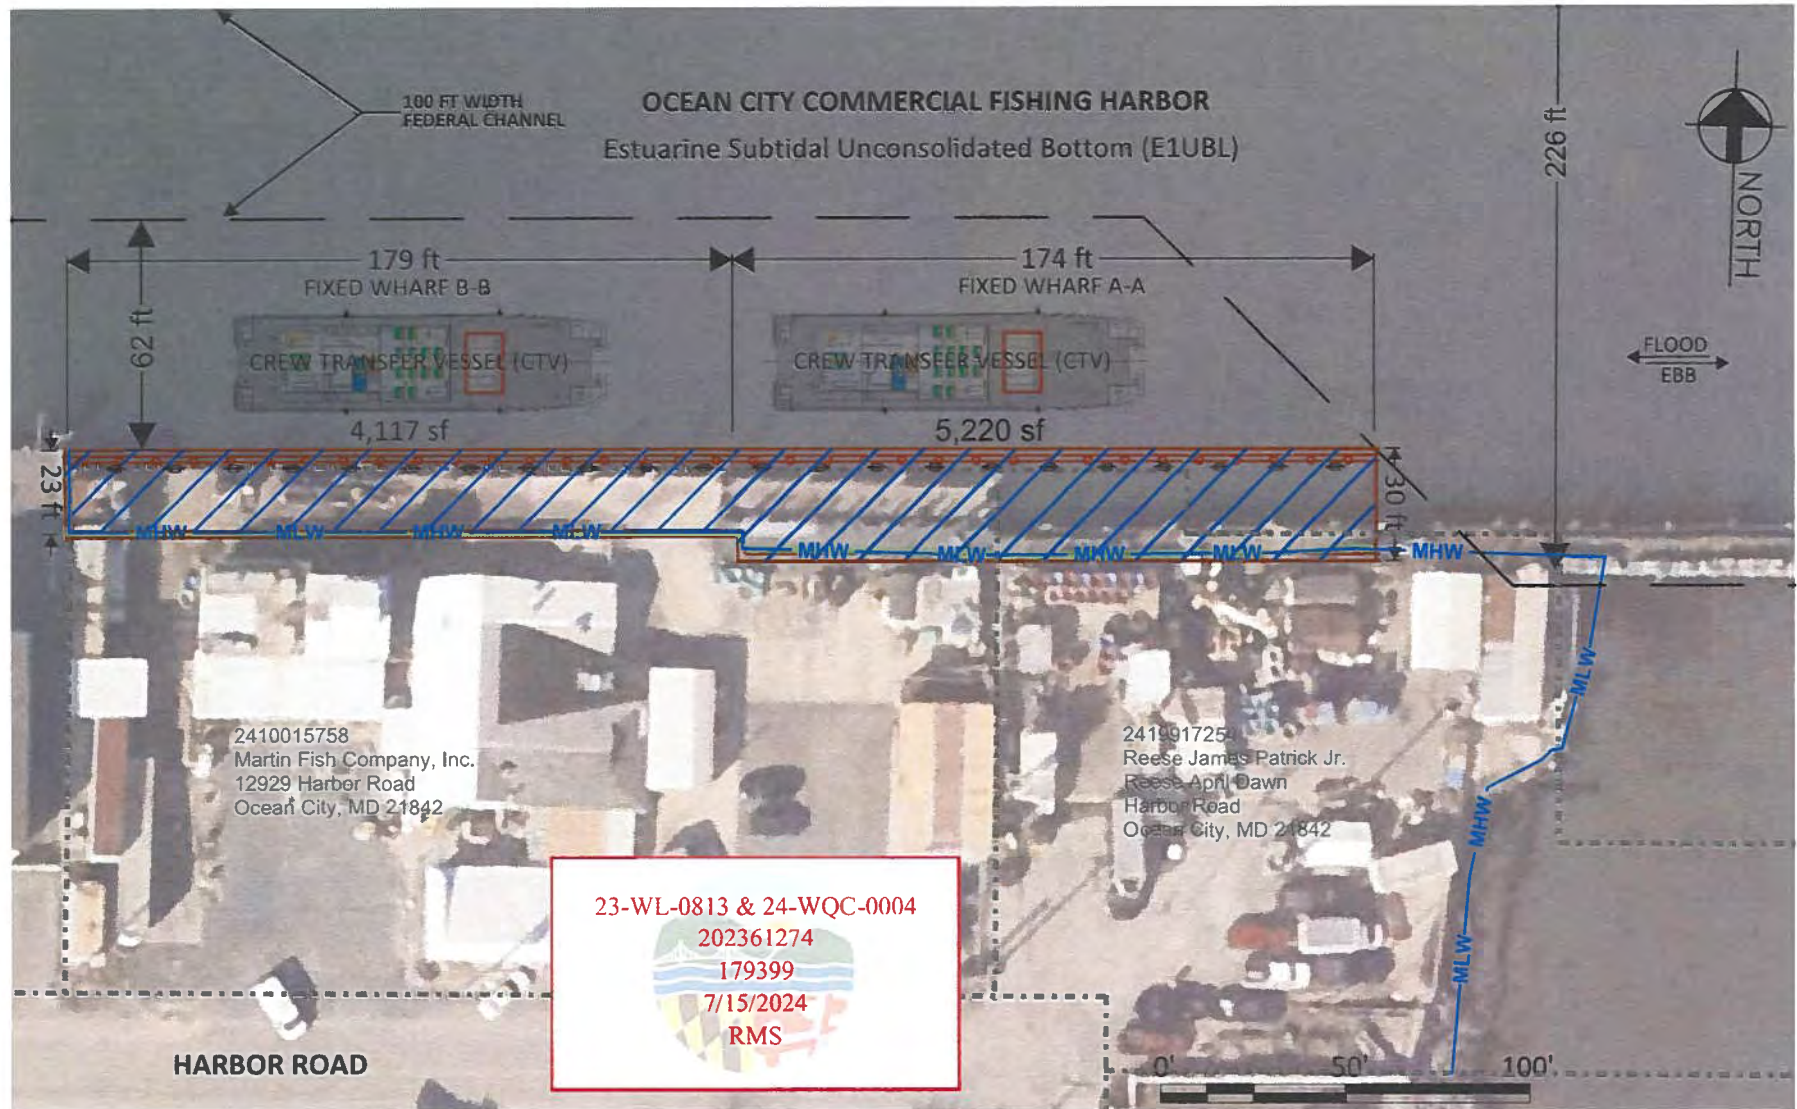 100 FT WIDTH
FEDERAL CHANNEL
OCEAN CITY COMMERCIAL FISHING HARBOR
Estuarine Subtidal Unconsolidated Bottom (E1UBL)
226 ft
NORTH
179 ft
174 ft
FIXED WHARF B-B
FIXED WHARF A-A
62 ft
CREW TRANSFER VESSEL (CTV)
CREW TRANSFER VESSEL (CTV)
FLOOD
EBB
4,117 sf
5,220 sf
23 ft
30 ft
MHW
MLW
MHW
MLW
MHW
MLW
MHW
MLW
MHW
MLW
MHW
MLW
2410015758
Martin Fish Company, Inc.
12929 Harbor Road
Ocean City, MD 21842
2419917254
Reese James Patrick Jr.
Reese April Dawn
Harbor Road
Ocean City, MD 21842
23-WL-0813 & 24-WQC-0004
202361274
179399
7/15/2024
RMS
HARBOR ROAD
0'
50'
100'